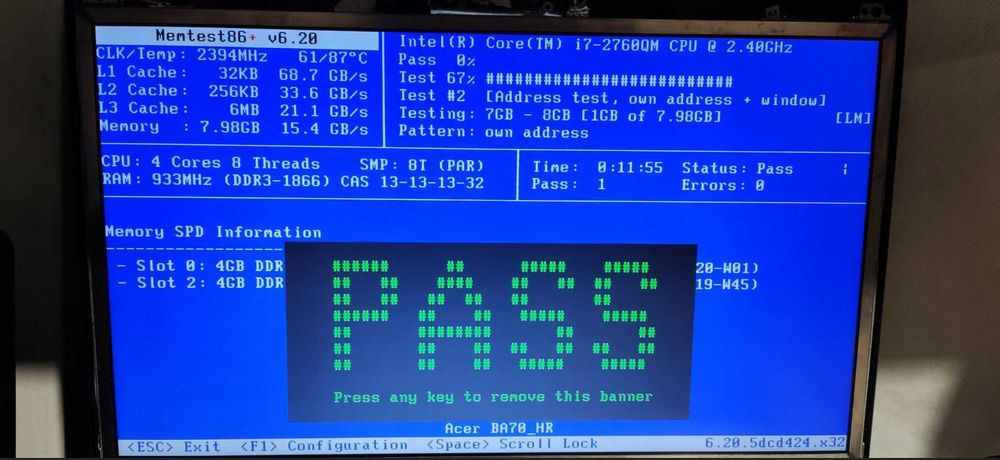 Memtest86+ v6.20
CLK/Temp: 2394MHz 61/87°C
L1 Cache: 32KB 68.7 GB/s
L2 Cache: 256KB 33.6 GB/s
L3 Cache: 6MB 21.1 GB/s
Memory : 7.98GB 15.4 GB/s
Intel(R) Core(TM) i7-2760QM CPU @ 2.40GHz
Pass 0%
Test 67% ##########################
Test #2 [Address test, own address + window]
Testing: 7GB - 8GB [1GB of 7.98GB] [LM]
Pattern: own address
CPU: 4 Cores 8 Threads SMP: 8T (PAR)
RAM: 933MHz (DDR3-1866) CAS 13-13-13-32
Time: 0:11:55 Status: Pass
Pass: 1 Errors: 0
Memory SPD Information
- Slot 0: 4GB DDR 20-W01)
- Slot 2: 4GB DDR 19-W45)
PASS
Press any key to remove this banner
Acer BA70_HR
<ESC> Exit <F1> Configuration <Space> Scroll Lock 6.20.5dcd424.x32